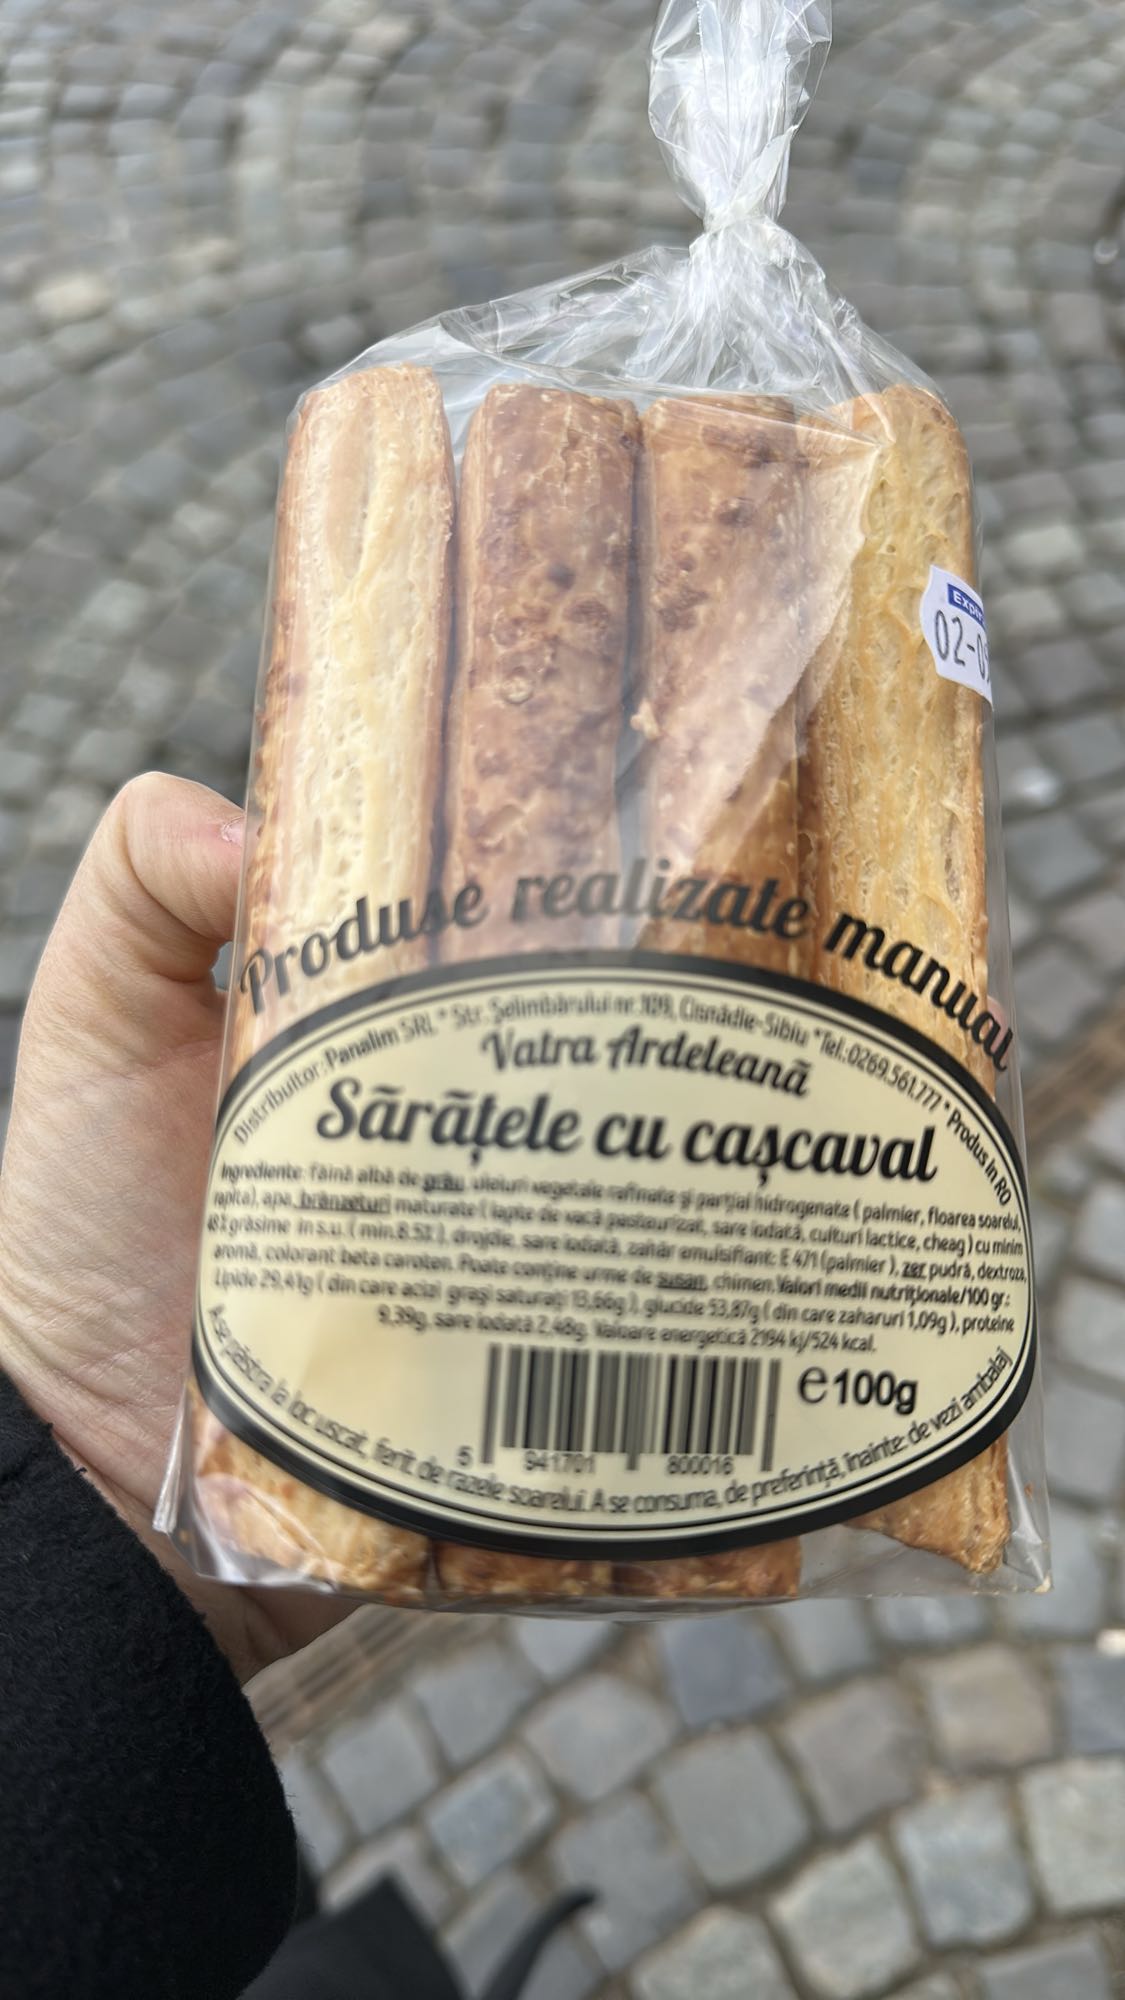 Expir
02-0
Produse realizate manual
Distribuitor: Panalim SRL * Str. Șelimbărului nr. 109, Cisnădie-Sibiu *Tel.:0269.561.777 * Produs în RO
Vatra Ardeleană
Sărățele cu cașcaval
Ingrediente: făină albă de grâu, uleiuri vegetale rafinate și parțial hidrogenate ( palmier, floarea soarelui,
rapița), apa, brânzeturi maturate ( lapte de vacă pasteurizat, sare iodată, culturi lactice, cheag ) cu minim
48% grăsime in s.u. ( min.8.5% ), drojdie, sare iodată, zahăr emulsifiant: E 471 (palmier ), zer pudră, dextroza,
aromă, colorant beta caroten. Poate conține urme de susan, chimen. Valori medii nutriționale/100 gr:
Lipide 29,41g ( din care acizi grași saturați 13,66g ), glucide 53,87g ( din care zaharuri 1,09g ), proteine
9,39g, sare iodată 2,48g. Valoare energetică 2194 kj/524 kcal.
e100g
5 941701 800016
A se păstra la loc uscat, ferit de razele soarelui. A se consuma, de preferință, înainte: de vezi ambalaj